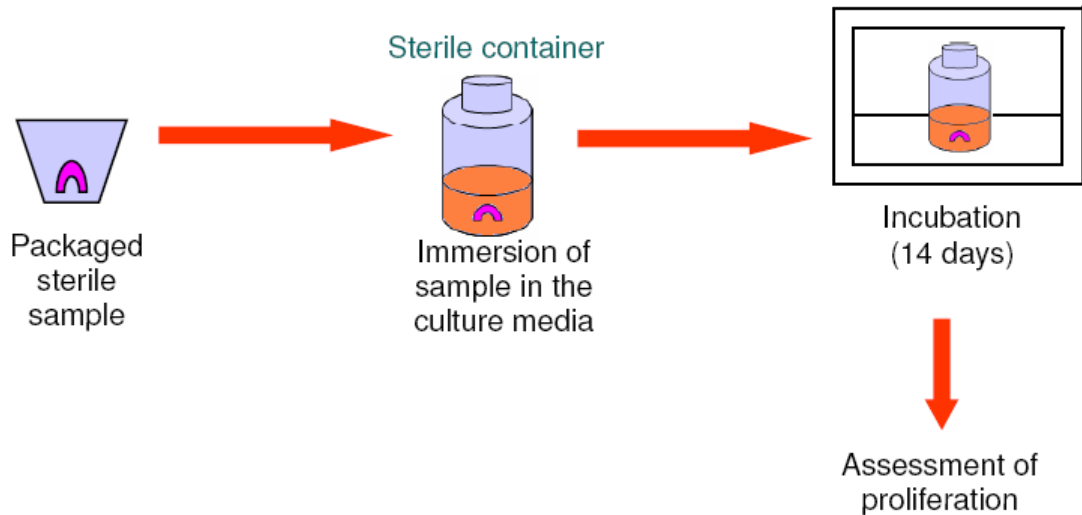 Sterile container
Packaged
sterile
sample
Immersion of
sample in the
culture media
Incubation
(14 days)
Assessment of
proliferation